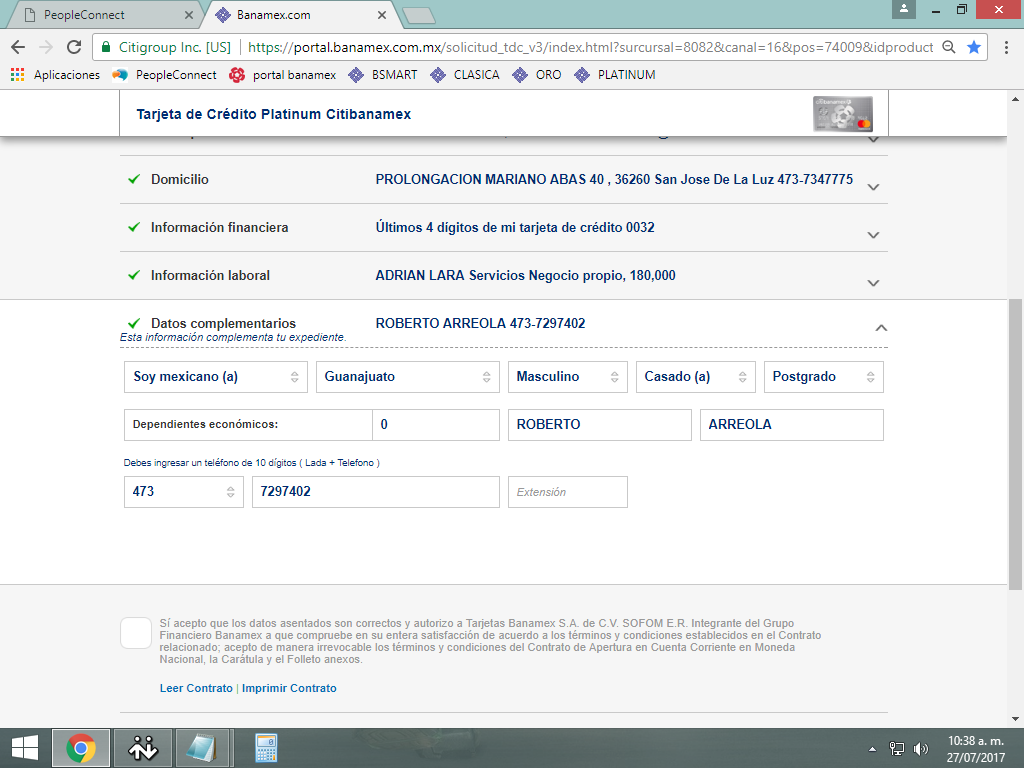 PeopleConnect
Banamex.com
Citigroup Inc. [US]
https://portal.banamex.com.mx/solicitud_tdc_v3/index.html?surcursal=8082&canal=16&pos=74009&idproduct
Aplicaciones
PeopleConnect
portal banamex
BSMART
CLASICA
ORO
PLATINUM
Tarjeta de Crédito Platinum Citibanamex
Domicilio
PROLONGACION MARIANO ABAS 40 , 36260 San Jose De La Luz 473-7347775
Información financiera
Últimos 4 dígitos de mi tarjeta de crédito 0032
Información laboral
ADRIAN LARA Servicios Negocio propio, 180,000
Datos complementarios
ROBERTO ARREOLA 473-7297402
Esta información complementa tu expediente.
Soy mexicano (a)
Guanajuato
Masculino
Casado (a)
Postgrado
Dependientes económicos:
0
ROBERTO
ARREOLA
Debes ingresar un teléfono de 10 dígitos ( Lada + Telefono )
473
7297402
Extensión
Sí acepto que los datos asentados son correctos y autorizo a Tarjetas Banamex S.A. de C.V. SOFOM E.R. Integrante del Grupo
Financiero Banamex a que compruebe en su entera satisfacción de acuerdo a los términos y condiciones establecidos en el Contrato
relacionado; acepto de manera irrevocable los términos y condiciones del Contrato de Apertura en Cuenta Corriente en Moneda
Nacional, la Carátula y el Folleto anexos.
Leer Contrato | Imprimir Contrato
10:38 a. m.
27/07/2017